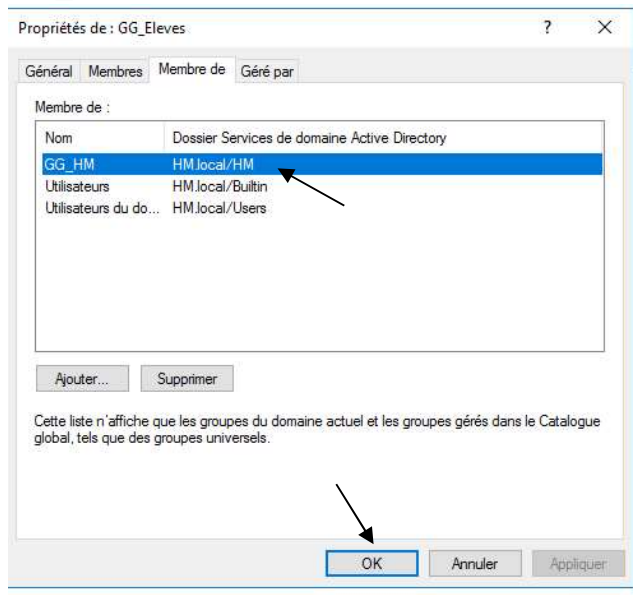 Propriétés de : GG_Eleves ? ×
Général Membres Membre de Géré par
Membre de :
Nom Dossier Services de domaine Active Directory
GG_HM HM.local/HM
Utilisateurs HM.local/Builtin
Utilisateurs du do... HM.local/Users
Ajouter... Supprimer
Cette liste n'affiche que les groupes du domaine actuel et les groupes gérés dans le Catalogue
global, tels que des groupes universels.
OK Annuler Appliquer